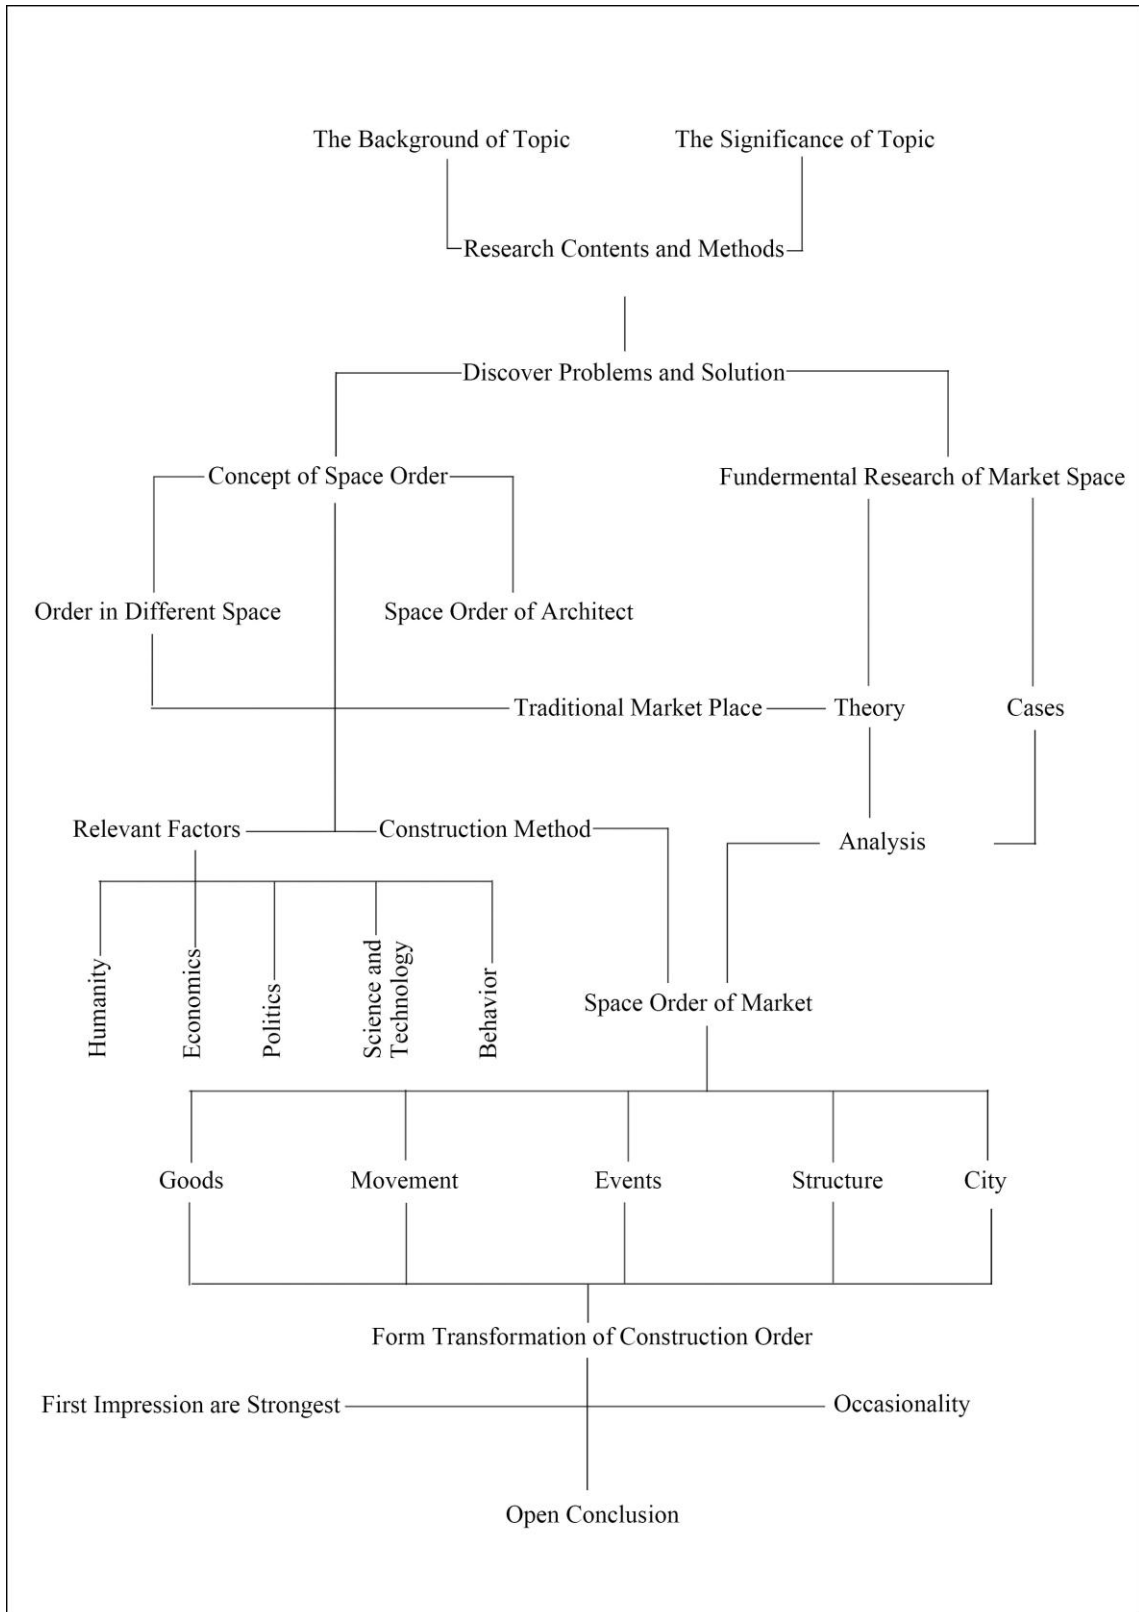 The Background of Topic
The Significance of Topic
Research Contents and Methods
Discover Problems and Solution
Concept of Space Order
Fundermental Research of Market Space
Order in Different Space
Space Order of Architect
Traditional Market Place
Theory
Cases
Relevant Factors
Construction Method
Analysis
Humanity
Economics
Politics
Science and
Technology
Behavior
Space Order of Market
Goods
Movement
Events
Structure
City
Form Transformation of Construction Order
First Impression are Strongest
Occasionality
Open Conclusion